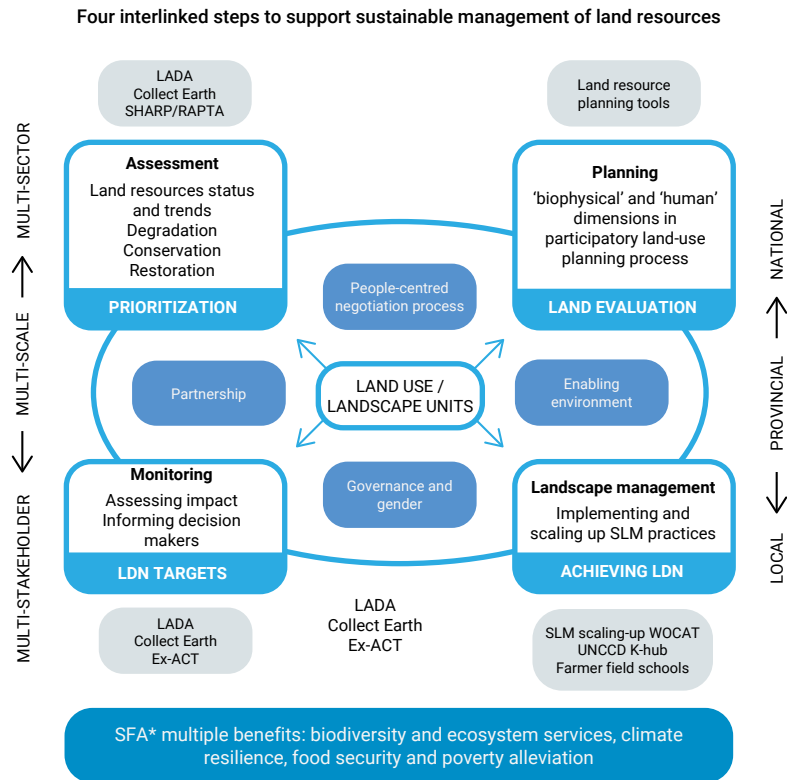 Four interlinked steps to support sustainable management of land resources
LADA
Collect Earth
SHARP/RAPTA
Land resource
planning tools
MULTI-SECTOR
MULTI-SCALE
MULTI-STAKEHOLDER
Assessment
Land resources status
and trends
Degradation
Conservation
Restoration
PRIORITIZATION
Planning
‘biophysical’ and ‘human’
dimensions in
participatory land-use
planning process
LAND EVALUATION
NATIONAL
PROVINCIAL
LOCAL
People-centred
negotiation process
Partnership
LAND USE /
LANDSCAPE UNITS
Enabling
environment
Governance and
gender
Monitoring
Assessing impact
Informing decision
makers
LDN TARGETS
Landscape management
Implementing and
scaling up SLM practices
ACHIEVING LDN
LADA
Collect Earth
Ex-ACT
LADA
Collect Earth
Ex-ACT
SLM scaling-up WOCAT
UNCCD K-hub
Farmer field schools
SFA* multiple benefits: biodiversity and ecosystem services, climate
resilience, food security and poverty alleviation